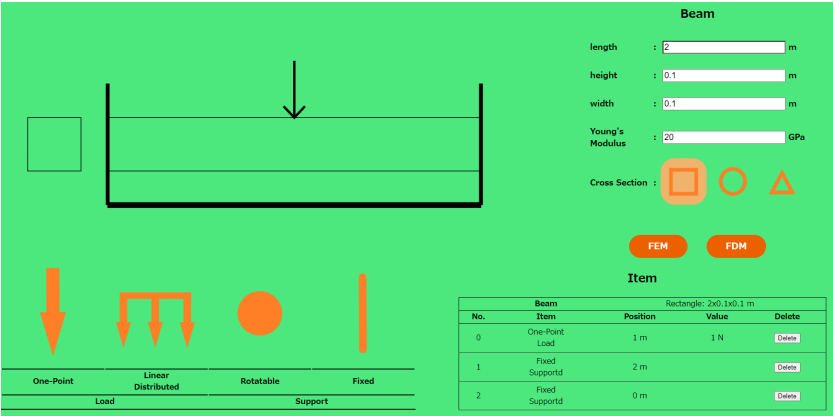 Beam
length : 2 m
height : 0.1 m
width : 0.1 m
Young's
Modulus : 20 GPa
Cross Section :
FEM FDM
Item
Beam Rectangle: 2x0.1x0.1 m
No. Item Position Value Delete
0 One-Point
Load 1 m 1 N Delete
1 Fixed
Supportd 2 m Delete
2 Fixed
Supportd 0 m Delete
One-Point Linear
Distributed Rotatable Fixed
Load Support